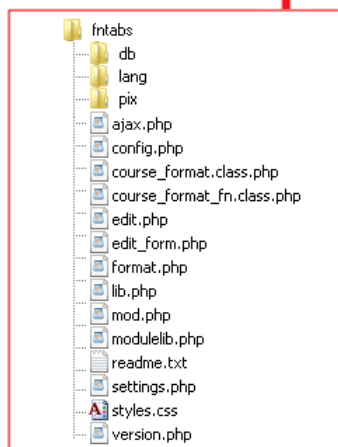 fntabs
db
lang
pix
ajax.php
config.php
course_format.class.php
course_format_fn.class.php
edit.php
edit_form.php
format.php
lib.php
mod.php
modulelib.php
readme.txt
settings.php
styles.css
version.php